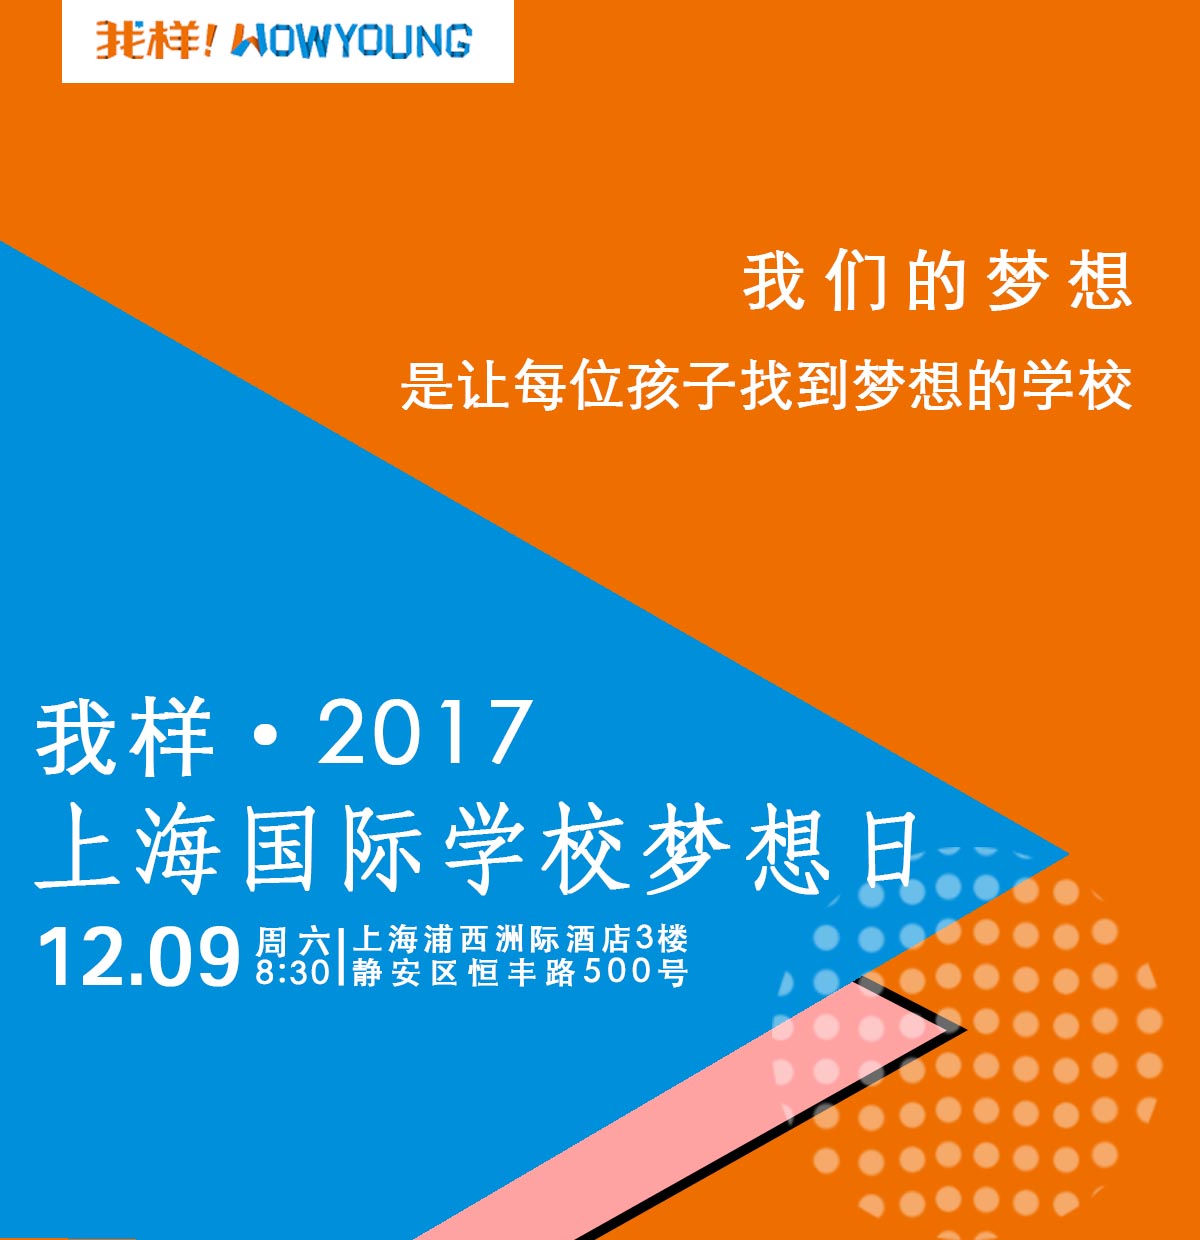 我样！WOWYOUNG
我们的梦想
是让每位孩子找到梦想的学校
我样·2017
上海国际学校梦想日
12.09
周六
8:30
上海浦西洲际酒店3楼
静安区恒丰路500号